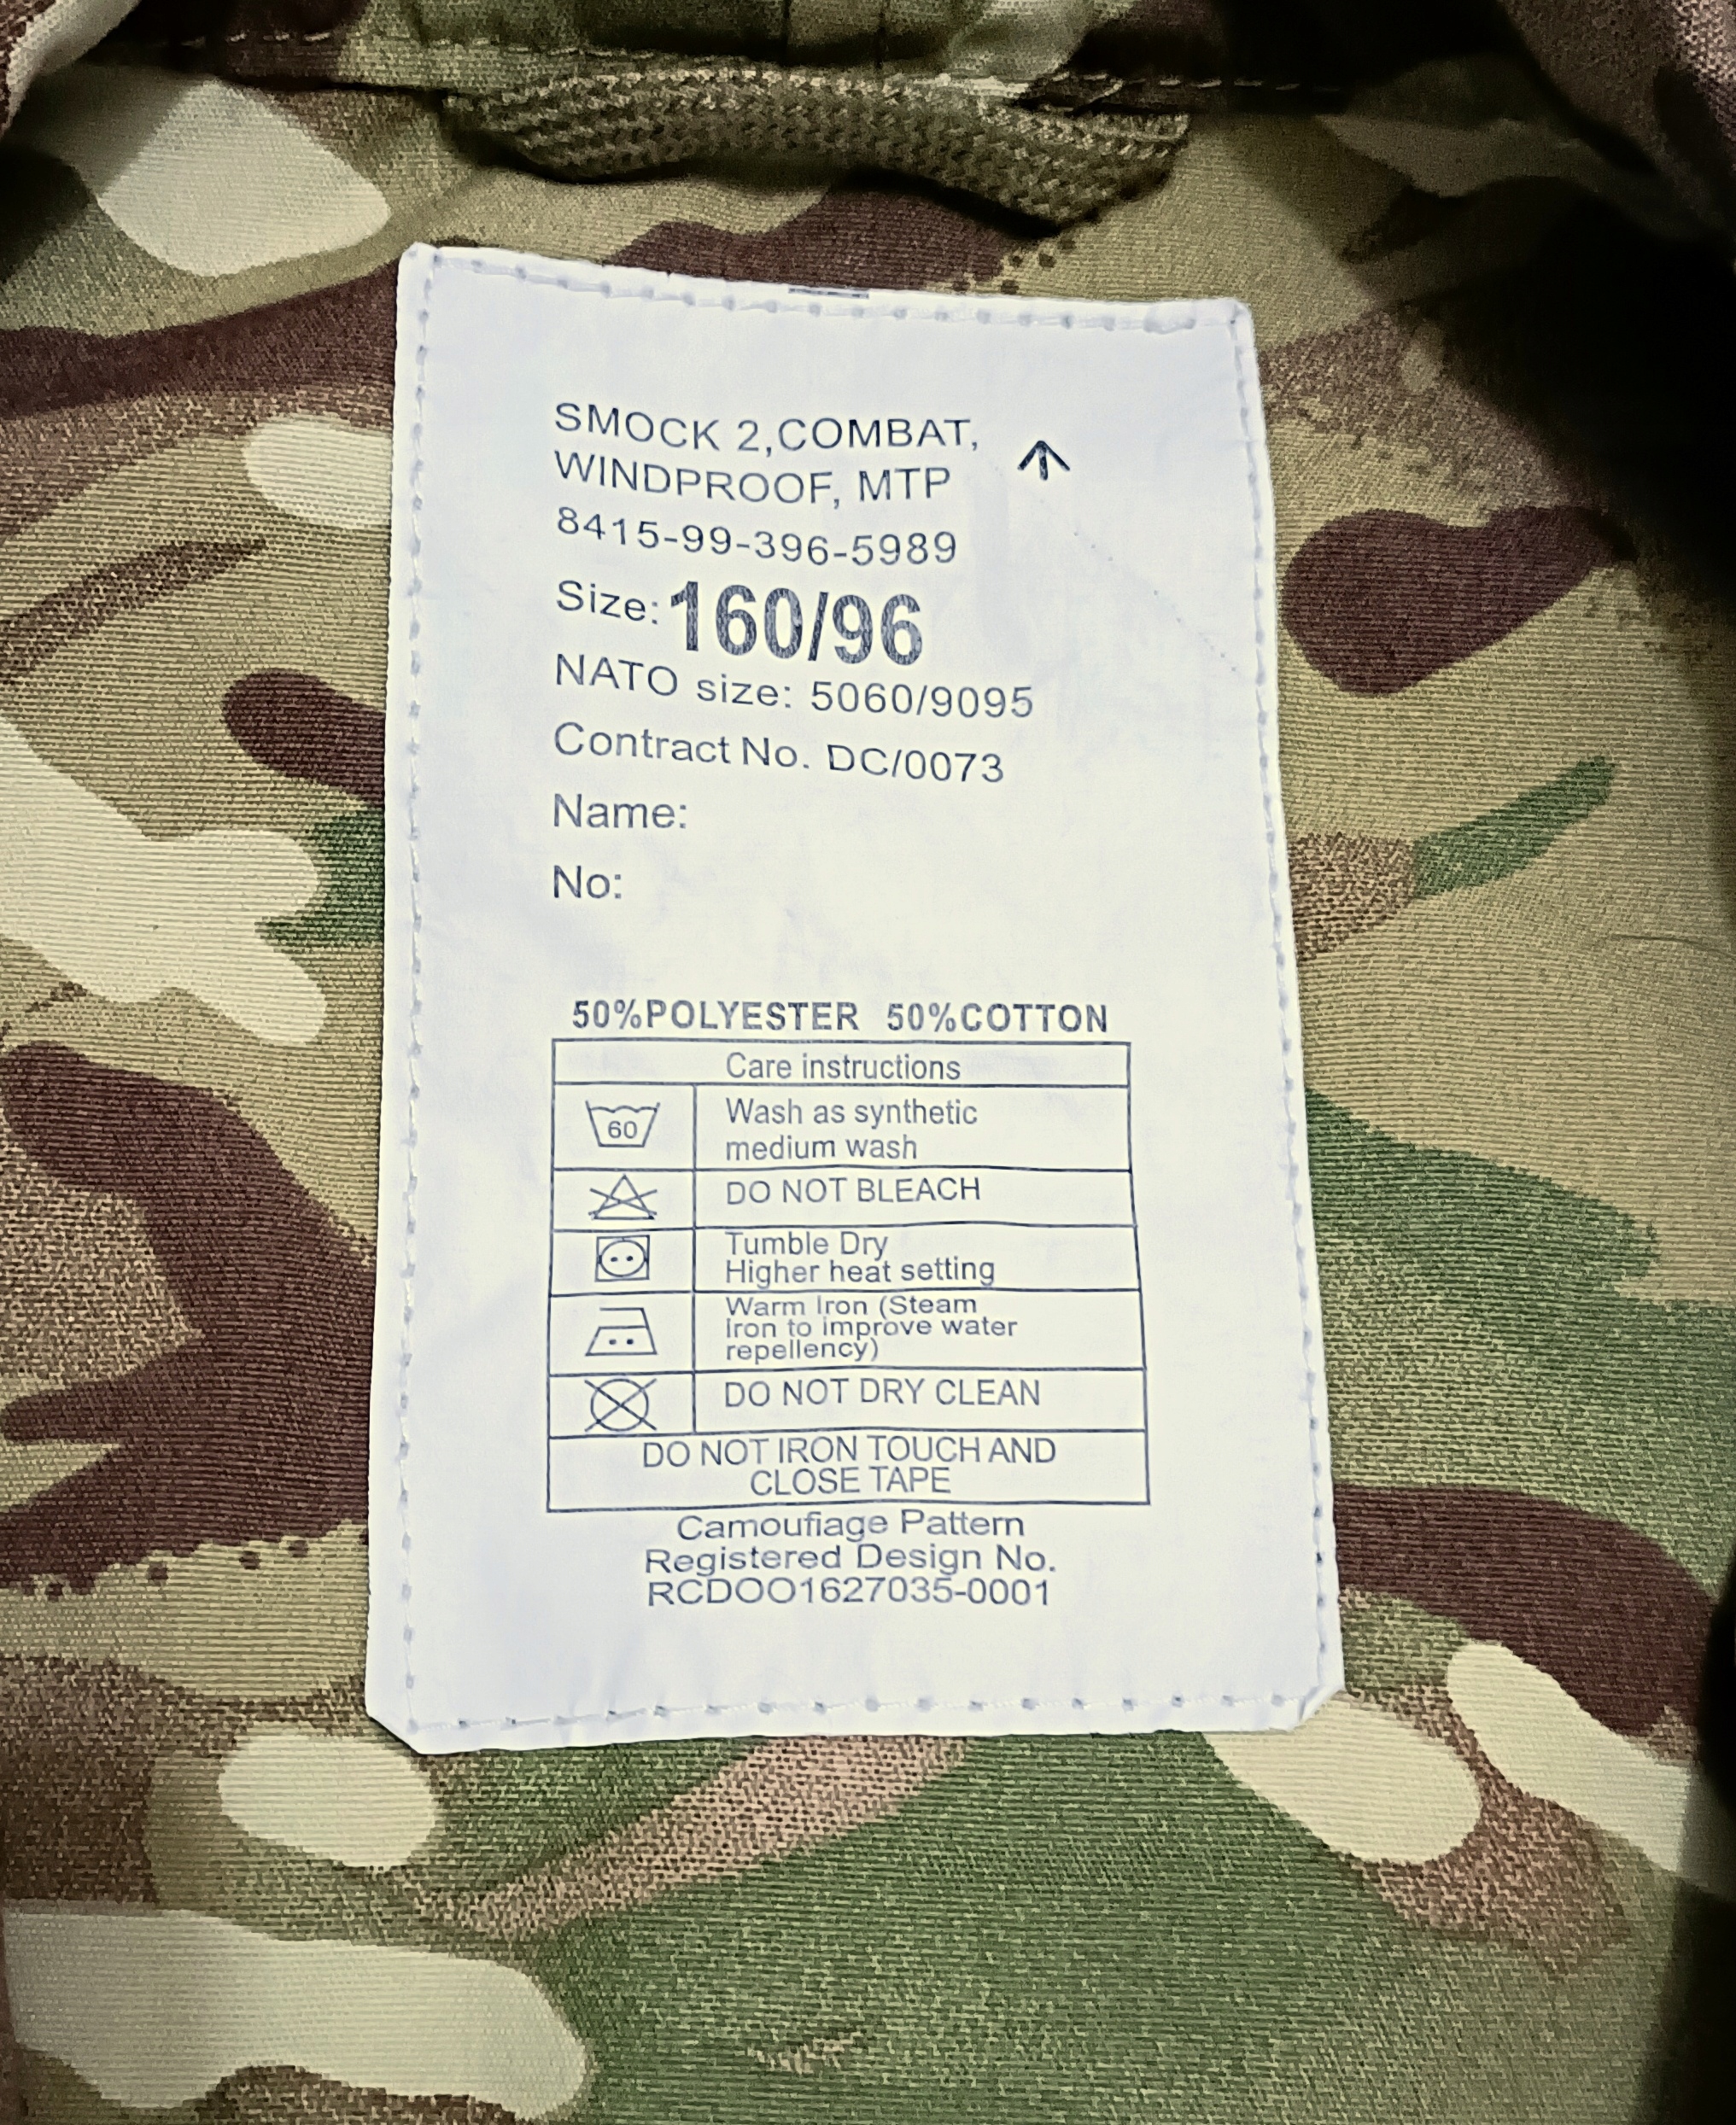 SMOCK 2,COMBAT,
WINDPROOF, MTP
8415-99-396-5989
Size: 160/96
NATO size: 5060/9095
Contract No. DC/0073
Name:
No:
50%POLYESTER 50%COTTON
Care instructions
60
Wash as synthetic
medium wash
DO NOT BLEACH
Tumble Dry
Higher heat setting
Warm Iron (Steam
Iron to improve water
repellency)
DO NOT DRY CLEAN
DO NOT IRON TOUCH AND
CLOSE TAPE
Camoufiage Pattern
Registered Design No.
RCDOO1627035-0001